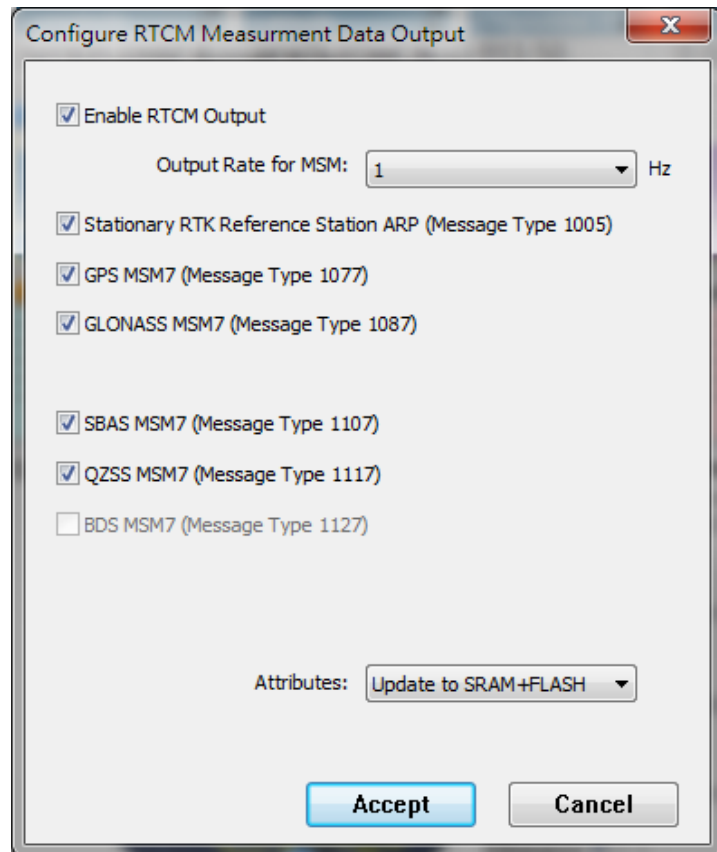 Configure RTCM Measurment Data Output
Enable RTCM Output
Output Rate for MSM: 1 Hz
Stationary RTK Reference Station ARP (Message Type 1005)
GPS MSM7 (Message Type 1077)
GLONASS MSM7 (Message Type 1087)
SBAS MSM7 (Message Type 1107)
QZSS MSM7 (Message Type 1117)
BDS MSM7 (Message Type 1127)
Attributes: Update to SRAM+FLASH
Accept Cancel